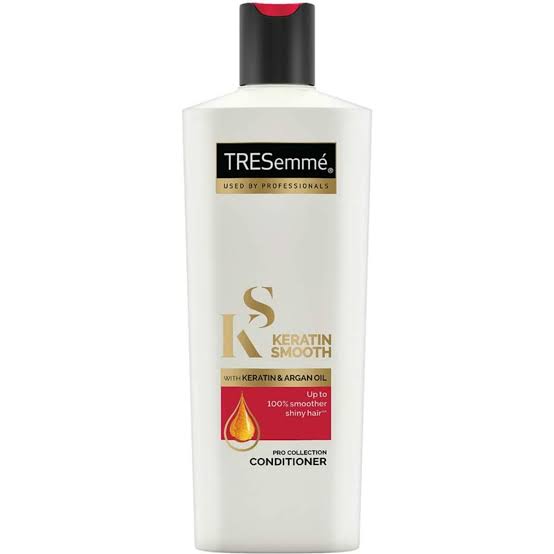 TRESemmé®
USED BY PROFESSIONALS
KS
KERATIN
SMOOTH
WITH KERATIN & ARGAN OIL
Up to
100% smoother
shiny hair
PRO COLLECTION
CONDITIONER